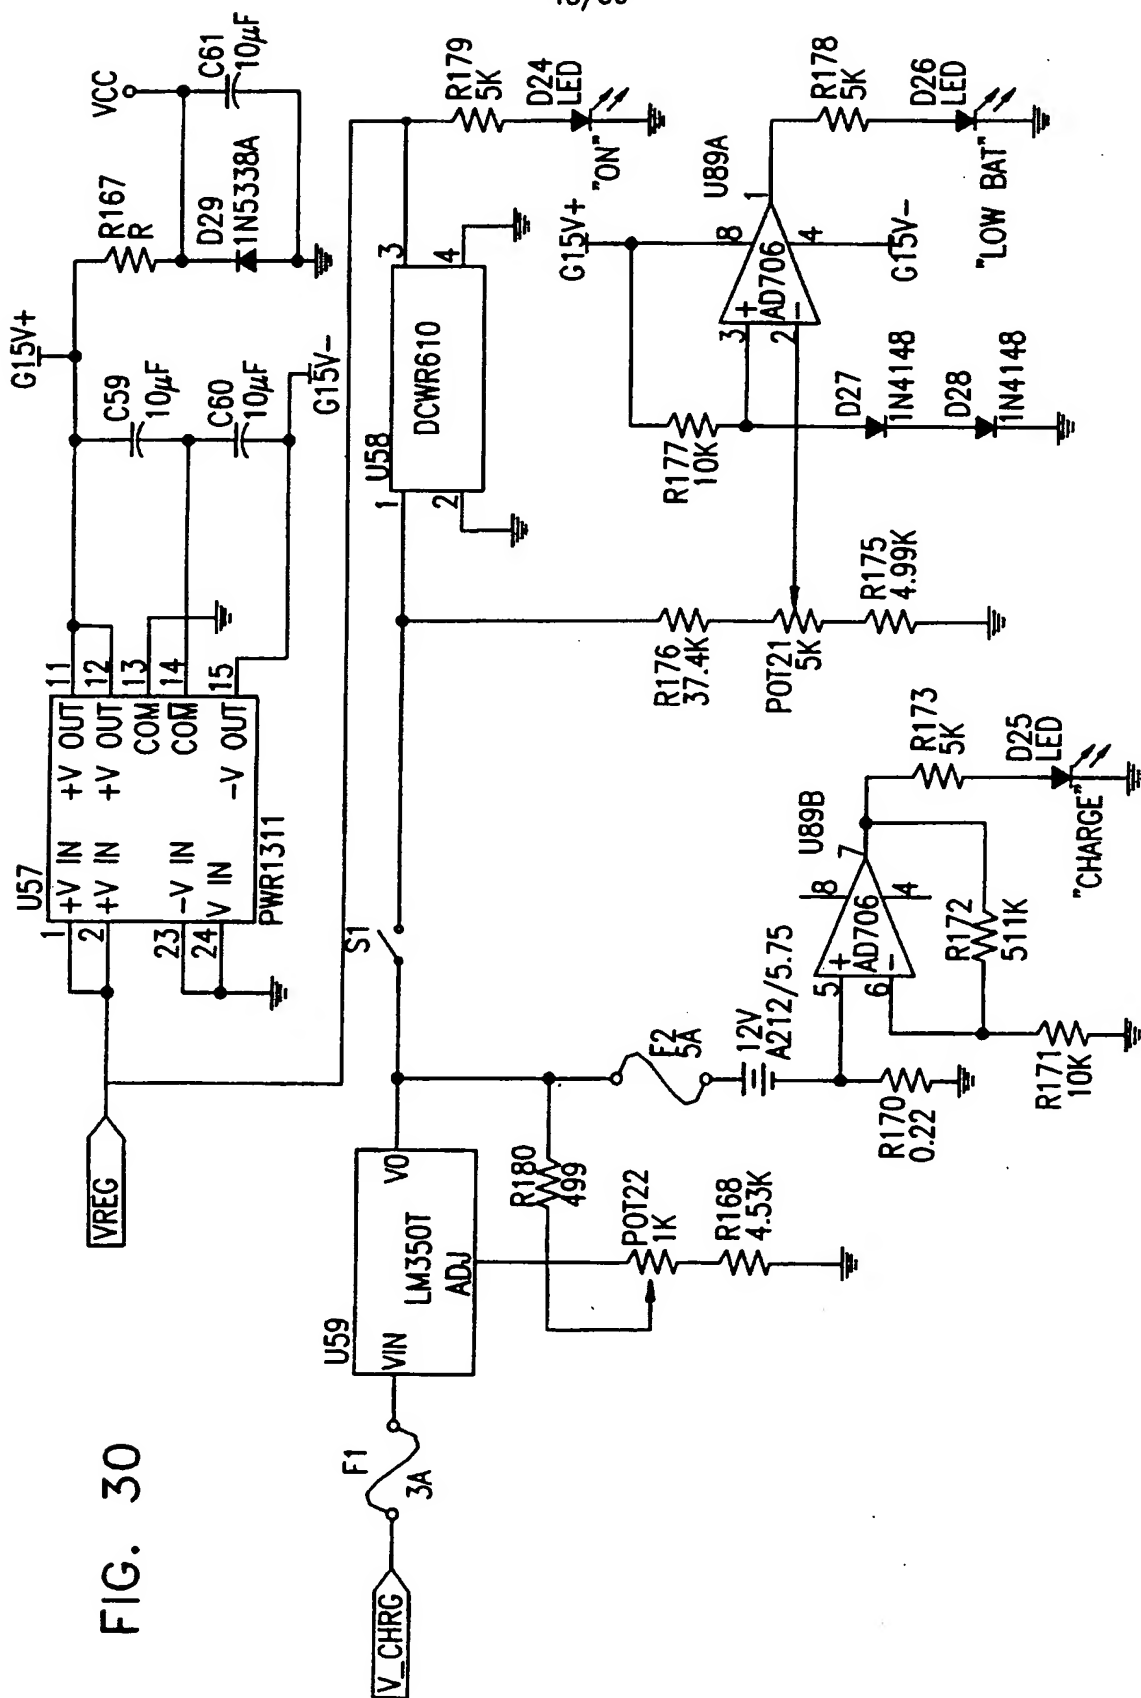 FIG. 30
V_CHRG
F1
3A
U59
VIN
VO
LM350T
ADJ
R180
499
POT22
1K
R168
4.53K
VREG
U57
1
+V IN
+V OUT
11
2
+V IN
+V OUT
12
COM
13
23
-V IN
COM
14
24
V IN
-V OUT
15
PWR1311
G15V+
C59
10µF
C60
10µF
G15V-
R167
R
D29
1N5338A
VCC
C61
10µF
S1
F2
5A
12V
A212/5.75
R170
0.22
R171
10K
R172
511K
U89B
5
+
6
-
AD706
8
7
4
R173
5K
D25
LED
"CHARGE"
U58
1
2
DCWR610
3
4
R179
5K
D24
LED
"ON"
R176
37.4K
POT21
5K
R175
4.99K
R177
10K
D27
1N4148
D28
1N4148
G15V+
U89A
3
+
2
-
AD706
8
1
4
G15V-
R178
5K
D26
LED
"LOW BAT"